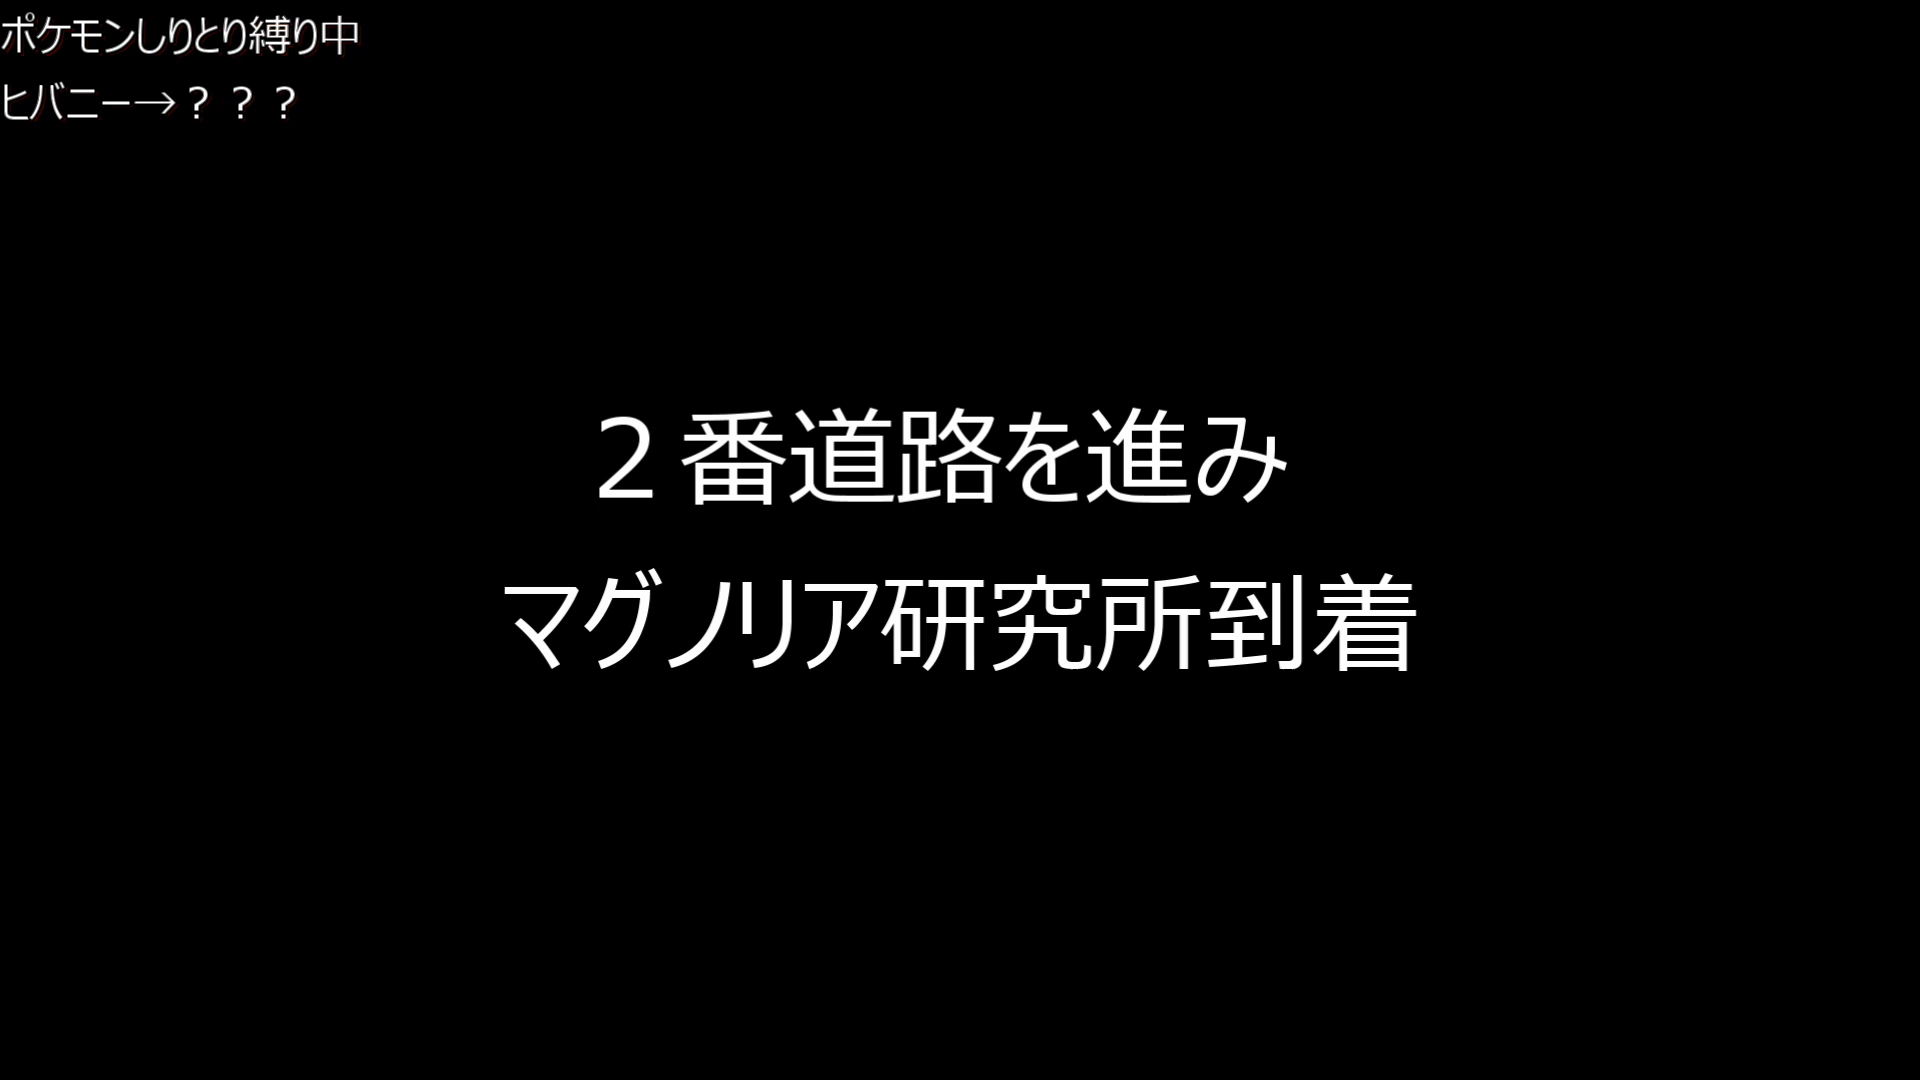 ポケモンしりとり縛り中
ヒバニー→？？？
２番道路を進み
マグノリア研究所到着